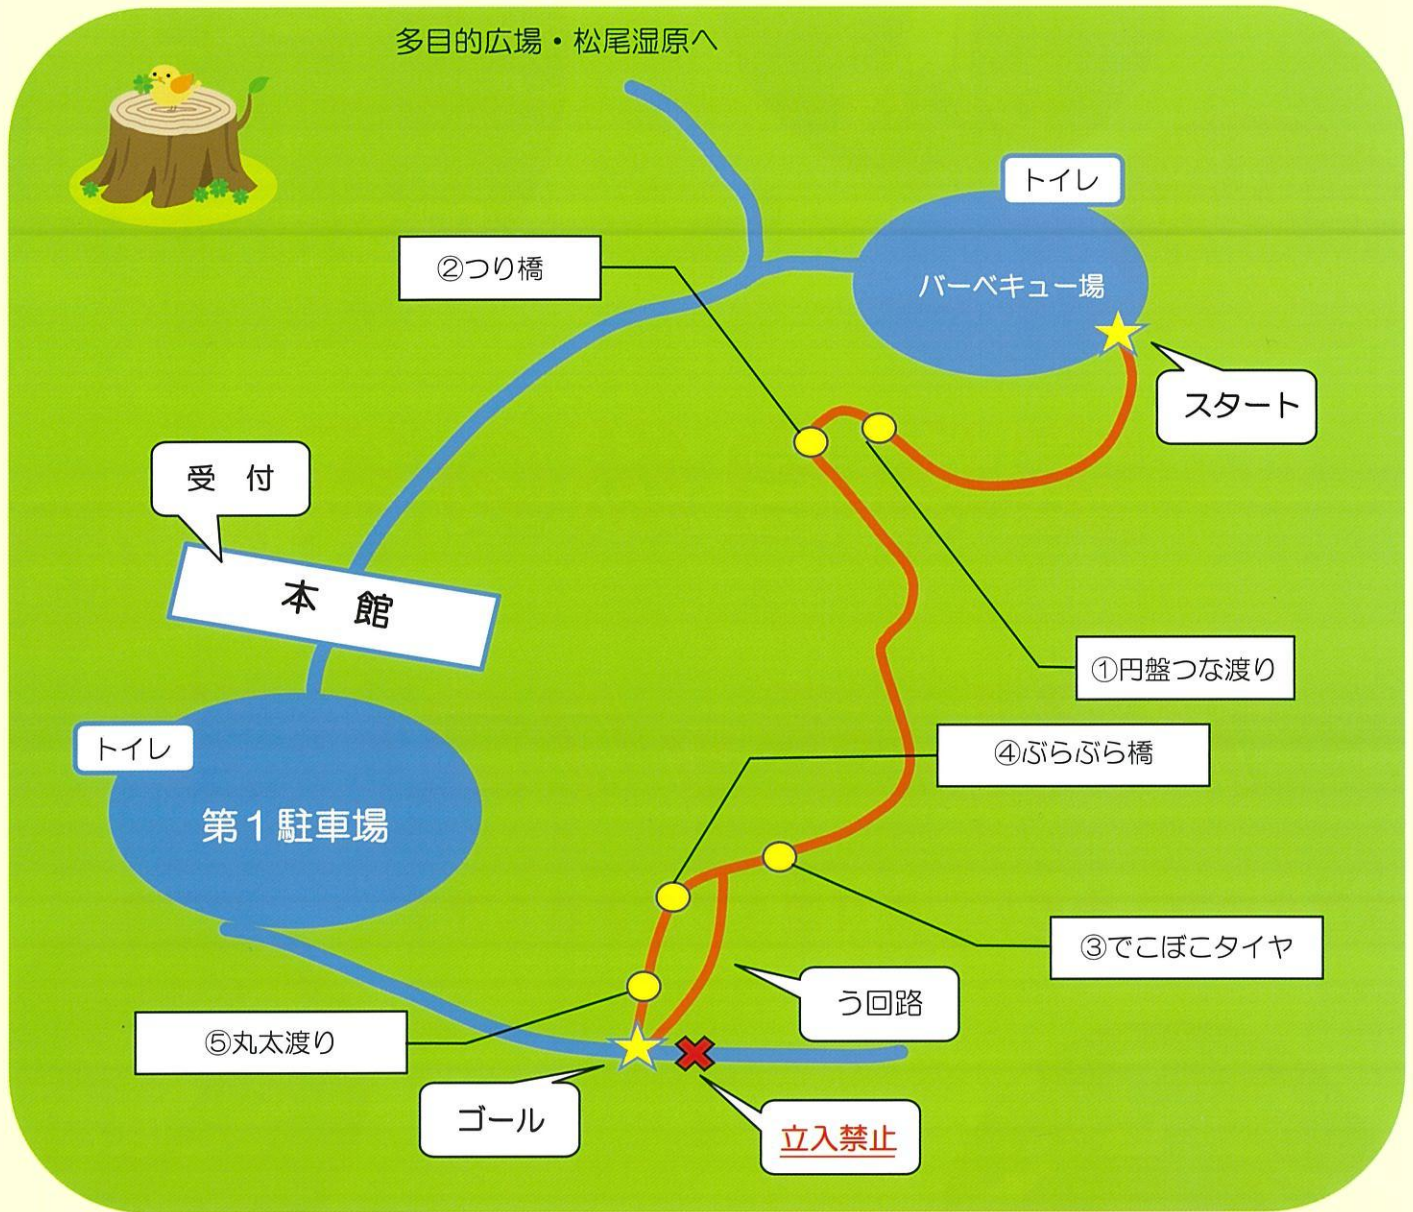 多目的広場・松尾湿原へ
トイレ
②つり橋
バーベキュー場
スタート
受　付
本　館
①円盤つな渡り
トイレ
④ぶらぶら橋
第1駐車場
③でこぼこタイヤ
う回路
⑤丸太渡り
ゴール
立入禁止